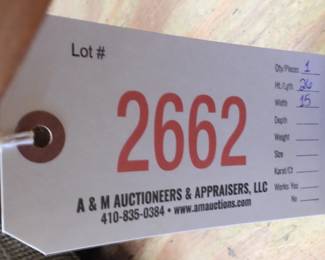 Lot #
2662
A & M AUCTIONEERS & APPRAISERS, LLC
410-835-0384 • www.amauctions.com
Qty/Pieces 1
Ht./Lgth 26
Width 15
Depth
Weight
Size
Karat/Ct
Works Yes
No